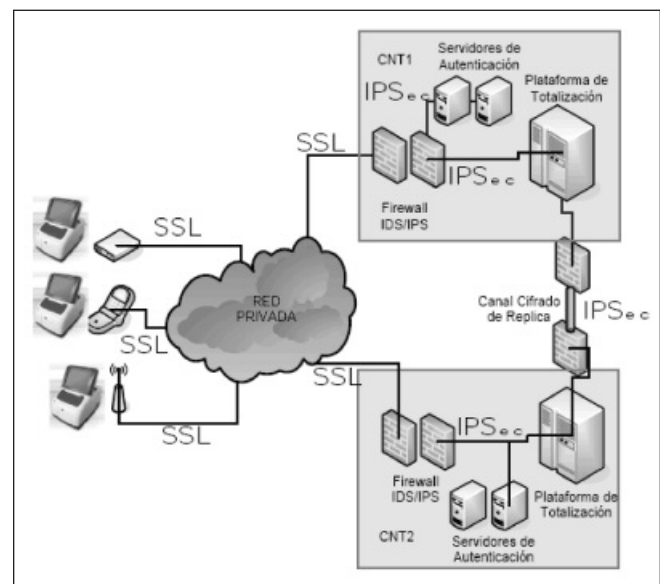 CNT1
Servidores de
Autenticación
Plataforma de
Totalización
IPSec
SSL
IPSec
Firewall
IDS/IPS
SSL
SSL
SSL
RED
PRIVADA
Canal Cifrado
de Replica
IPSec
SSL
IPSec
Firewall
IDS/IPS
Plataforma de
Totalización
Servidores de
Autenticación
CNT2